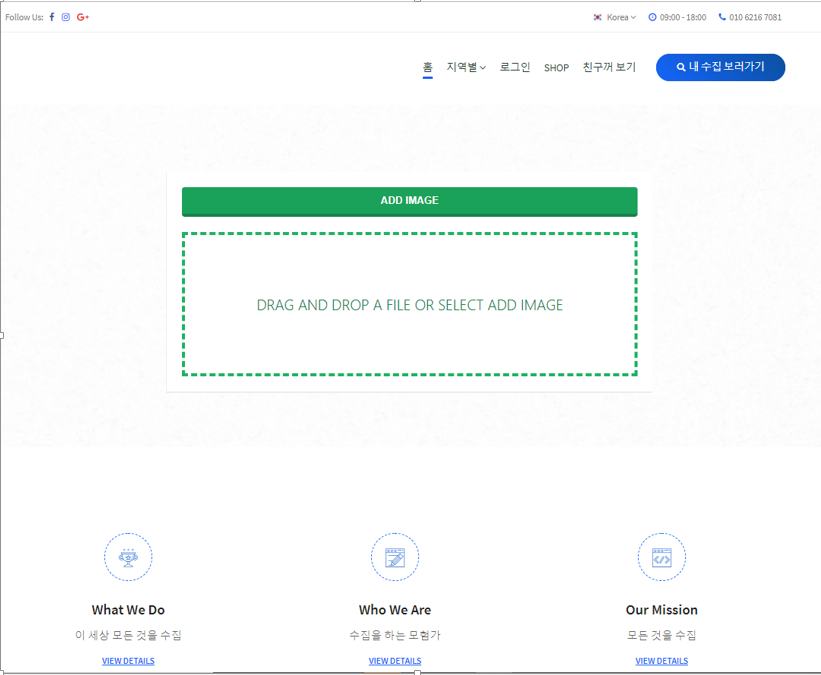 Follow Us:
Korea 09:00 - 18:00 010 6216 7081
홈 지역별 로그인 SHOP 친구꺼 보기 내 수집 보러가기
ADD IMAGE
DRAG AND DROP A FILE OR SELECT ADD IMAGE
What We Do
이 세상 모든 것을 수집
VIEW DETAILS
Who We Are
수집을 하는 모험가
VIEW DETAILS
Our Mission
모든 것을 수집
VIEW DETAILS